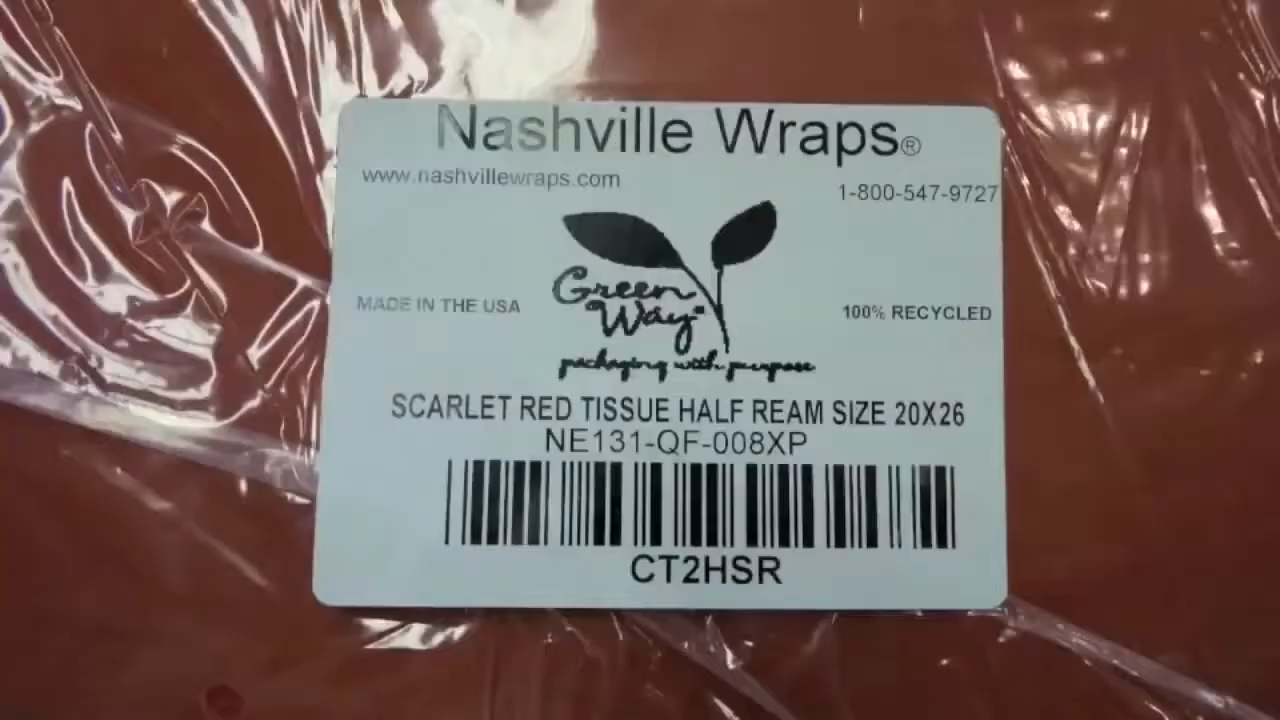 Nashville Wraps®
www.nashvillewraps.com
1-800-547-9727
Green
Way
packaging with purpose
MADE IN THE USA
100% RECYCLED
SCARLET RED TISSUE HALF REAM SIZE 20X26
NE131-QF-008XP
CT2HSR